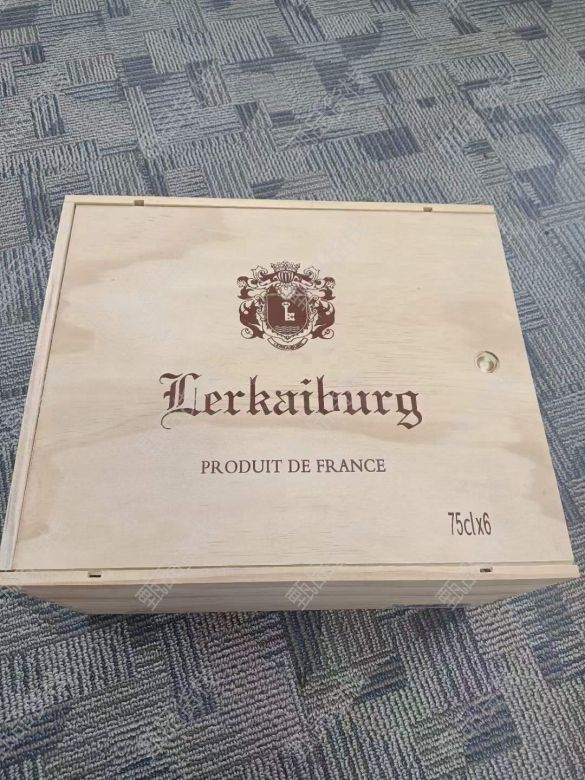 Lerkaiburg
PRODUIT DE FRANCE
75clx6